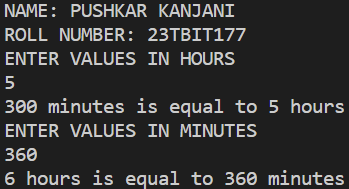 NAME: PUSHKAR KANJANI
ROLL NUMBER: 23TBIT177
ENTER VALUES IN HOURS
5
300 minutes is equal to 5 hours
ENTER VALUES IN MINUTES
360
6 hours is equal to 360 minutes